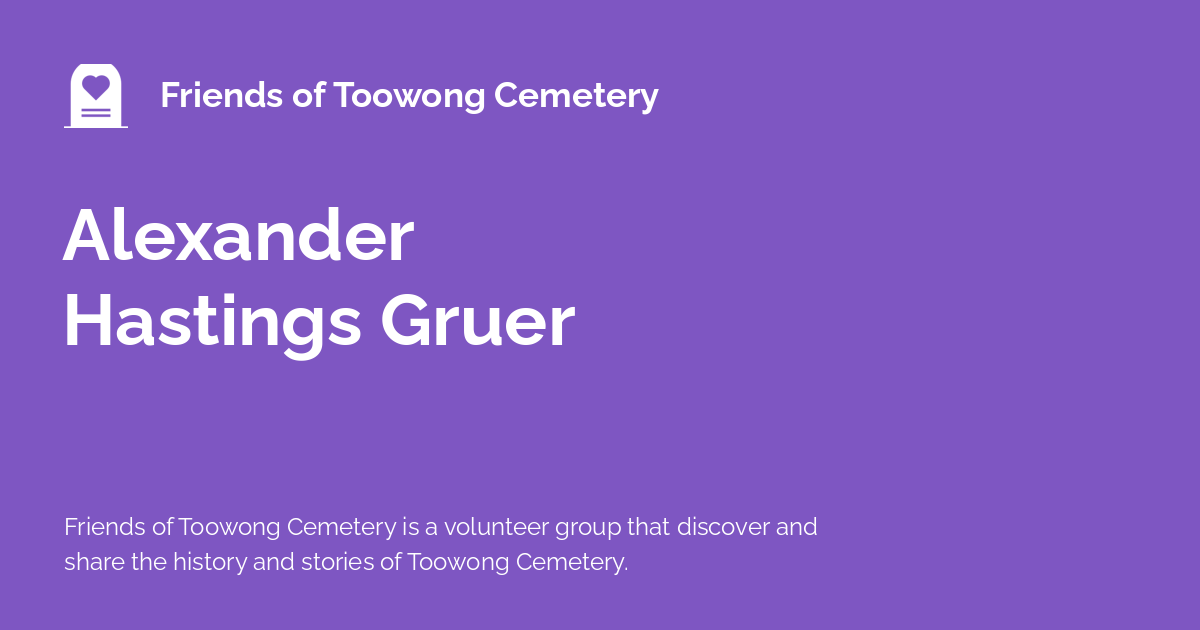 Friends of Toowong Cemetery
Alexander
Hastings Gruer
Friends of Toowong Cemetery is a volunteer group that discover and
share the history and stories of Toowong Cemetery.